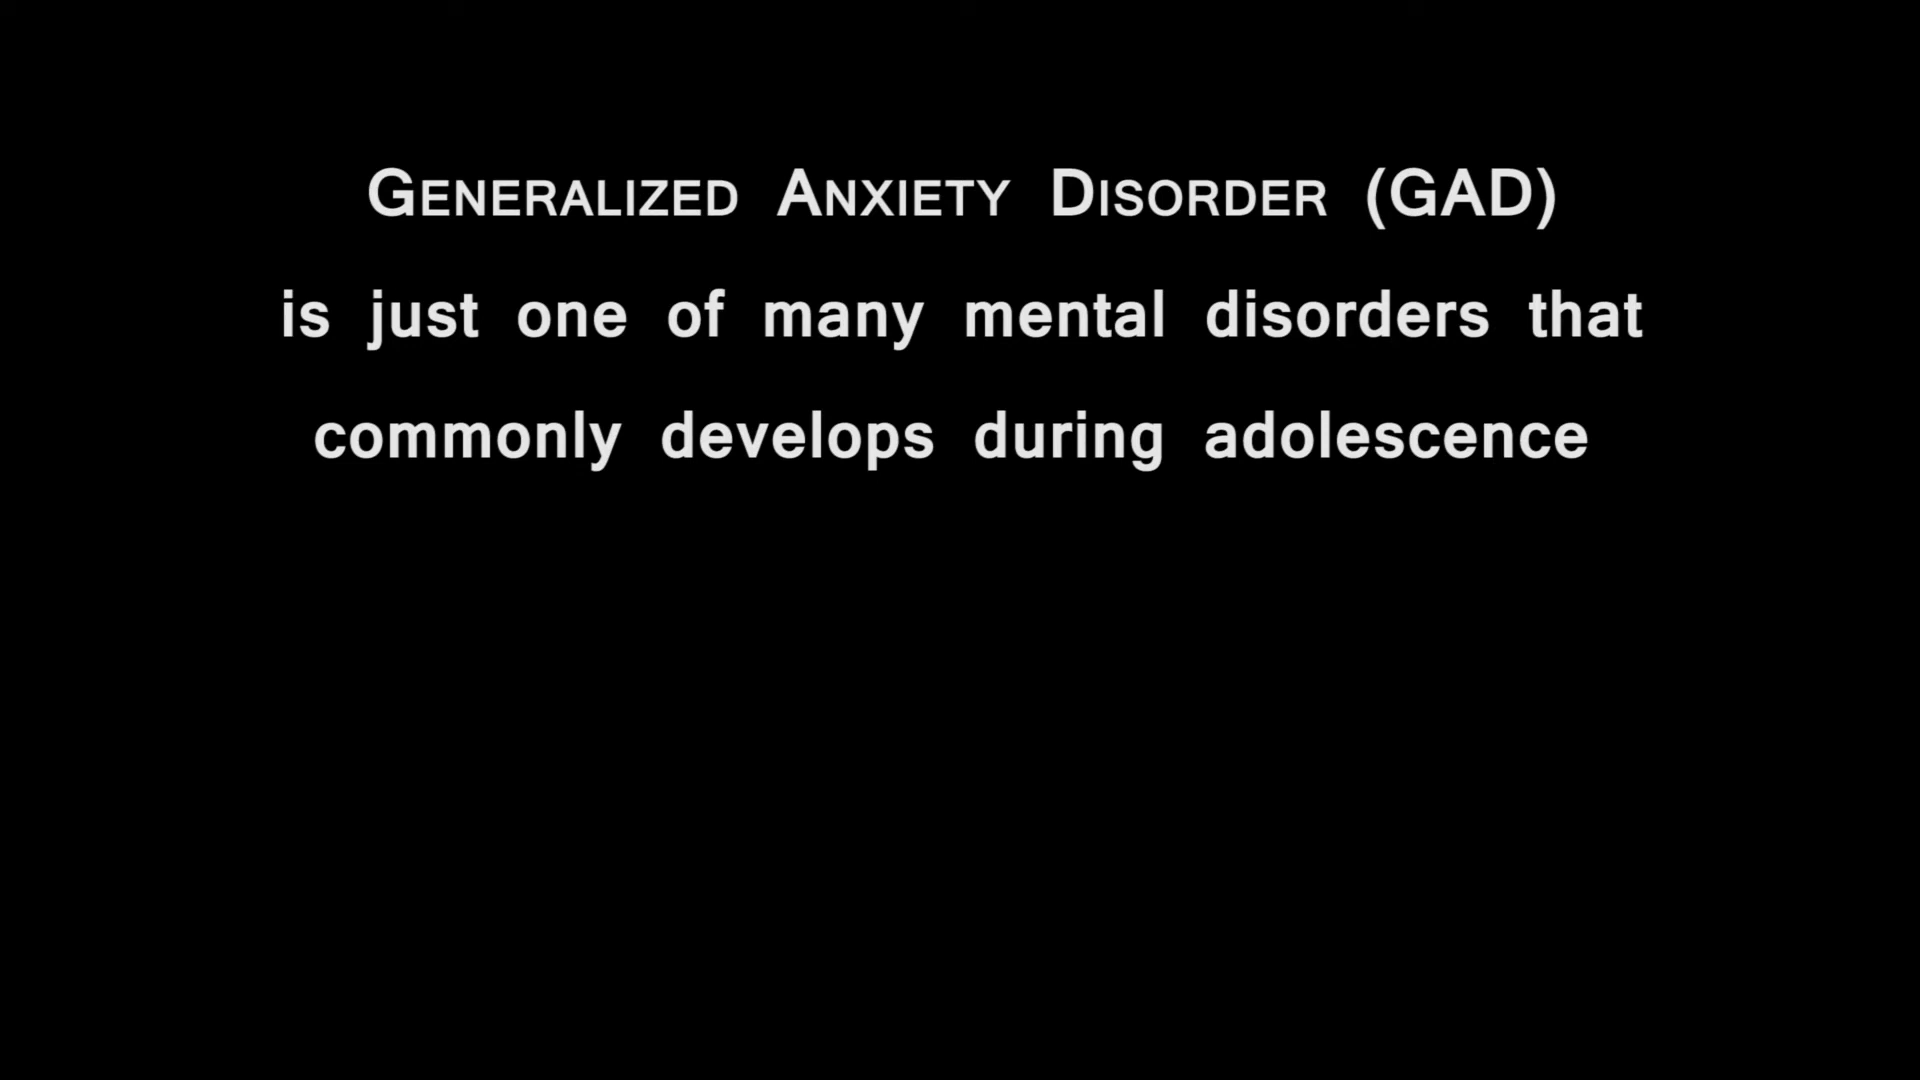 Generalized Anxiety Disorder (GAD)
is just one of many mental disorders that
commonly develops during adolescence